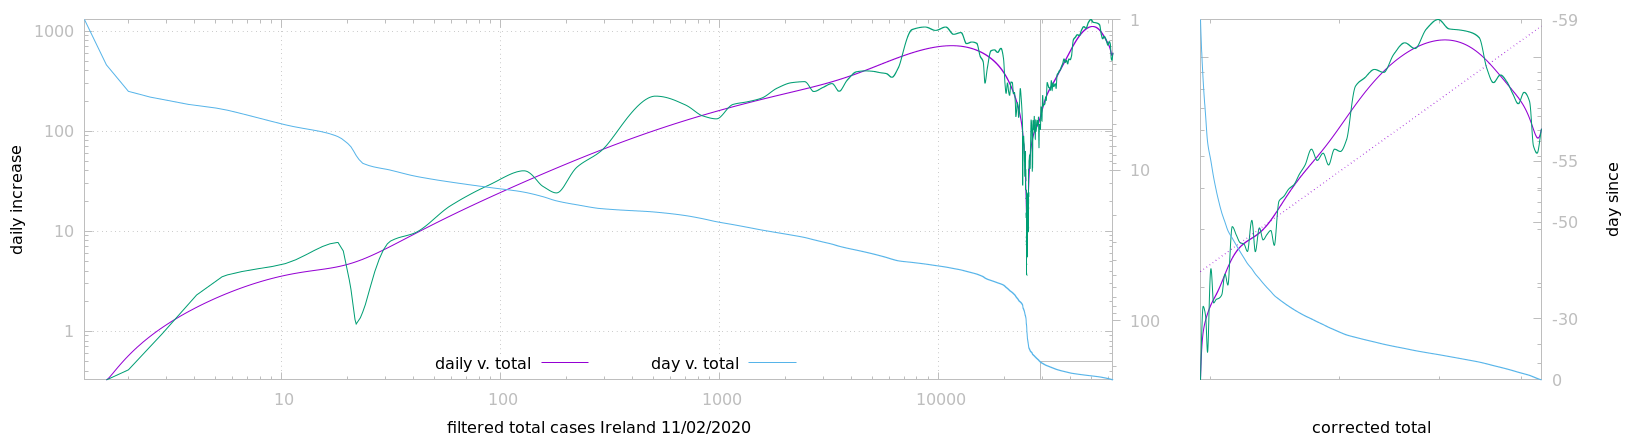 1000
100
10
1
daily increase
daily v. total
day v. total
10
100
1000
10000
filtered total cases Ireland 11/02/2020
1
10
100
-59
-55
-50
-30
0
day since
corrected total